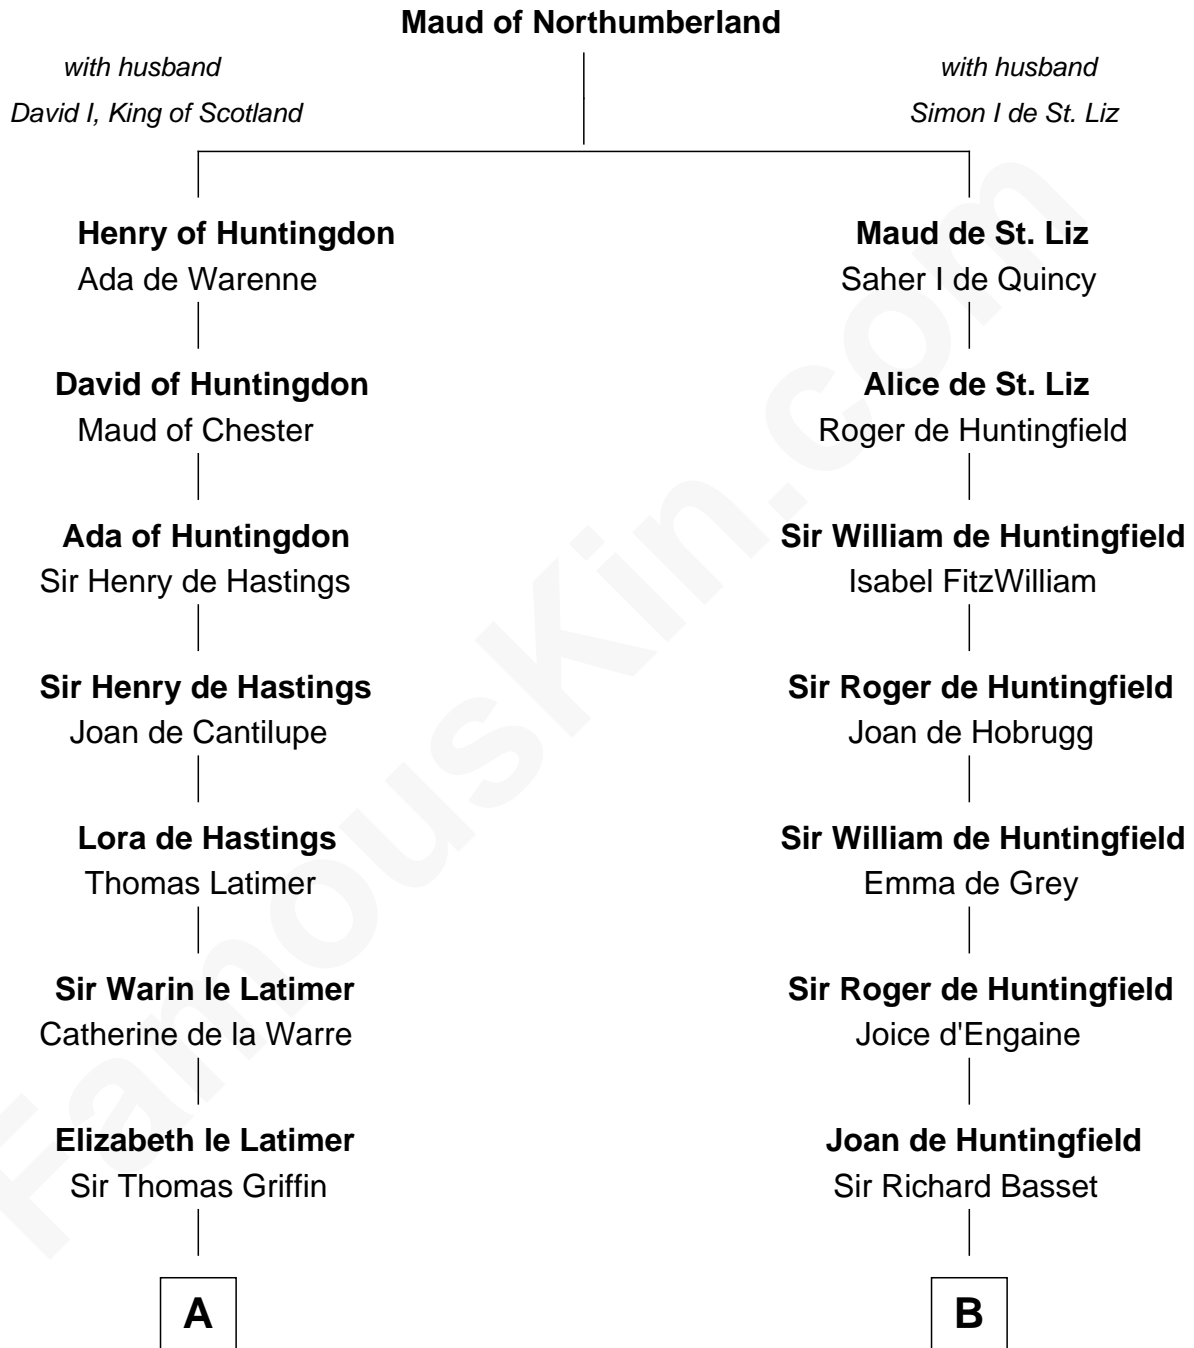 Maud of Northumberland
with husband
David I, King of Scotland
with husband
Simon I de St. Liz
Henry of Huntingdon
Ada de Warenne
Maud de St. Liz
Saher I de Quincy
David of Huntingdon
Maud of Chester
Alice de St. Liz
Roger de Huntingfield
Ada of Huntingdon
Sir Henry de Hastings
Sir William de Huntingfield
Isabel FitzWilliam
Sir Henry de Hastings
Joan de Cantilupe
Sir Roger de Huntingfield
Joan de Hobrugg
Lora de Hastings
Thomas Latimer
Sir William de Huntingfield
Emma de Grey
Sir Warin le Latimer
Catherine de la Warre
Sir Roger de Huntingfield
Joice d'Engaine
Elizabeth le Latimer
Sir Thomas Griffin
Joan de Huntingfield
Sir Richard Basset
A
B
FamousKin.com